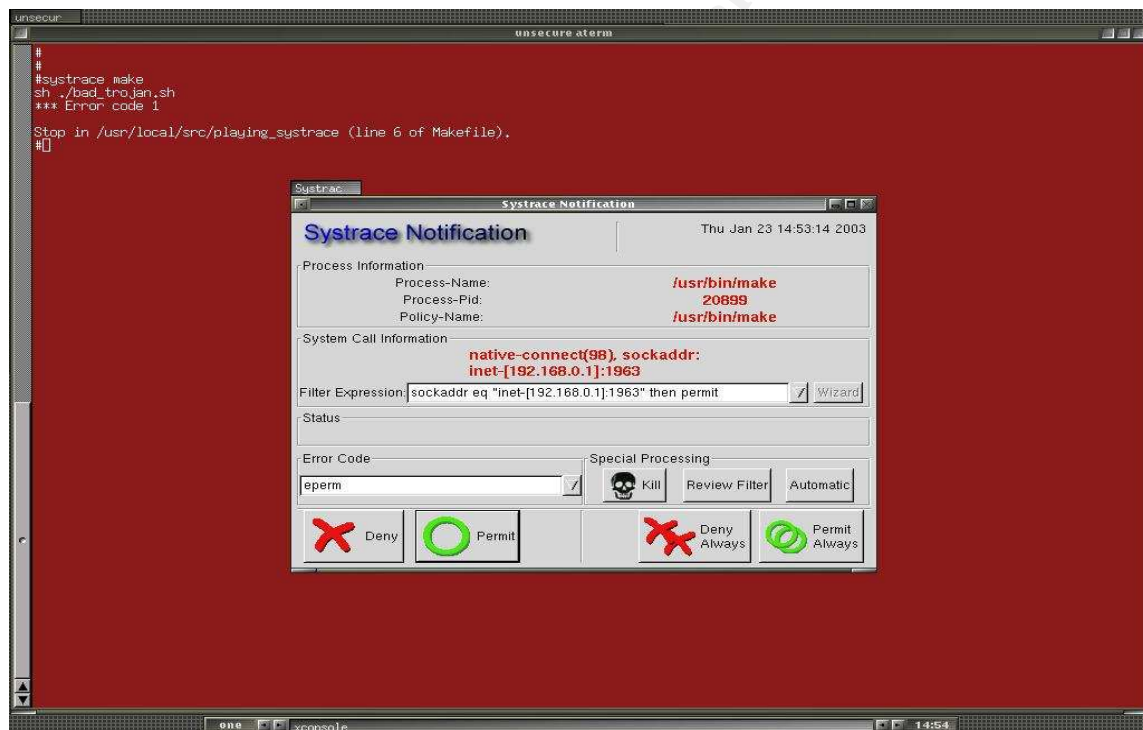 unsecur
unsecure aterm
#
#
#systrace make
sh ./bad_trojan.sh
*** Error code 1
Stop in /usr/local/src/playing_systrace (line 6 of Makefile).
#
Systrac
Systrace Notification
Systrace Notification
Thu Jan 23 14:53:14 2003
Process Information
Process-Name: /usr/bin/make
Process-Pid: 20899
Policy-Name: /usr/bin/make
System Call Information
native-connect(98), sockaddr:
inet-[192.168.0.1]:1963
Filter Expression: sockaddr eq "inet-[192.168.0.1]:1963" then permit Wizard
Status
Error Code
eperm
Special Processing
Kill Review Filter Automatic
Deny Permit Deny Always Permit Always
one xconsole 14:54